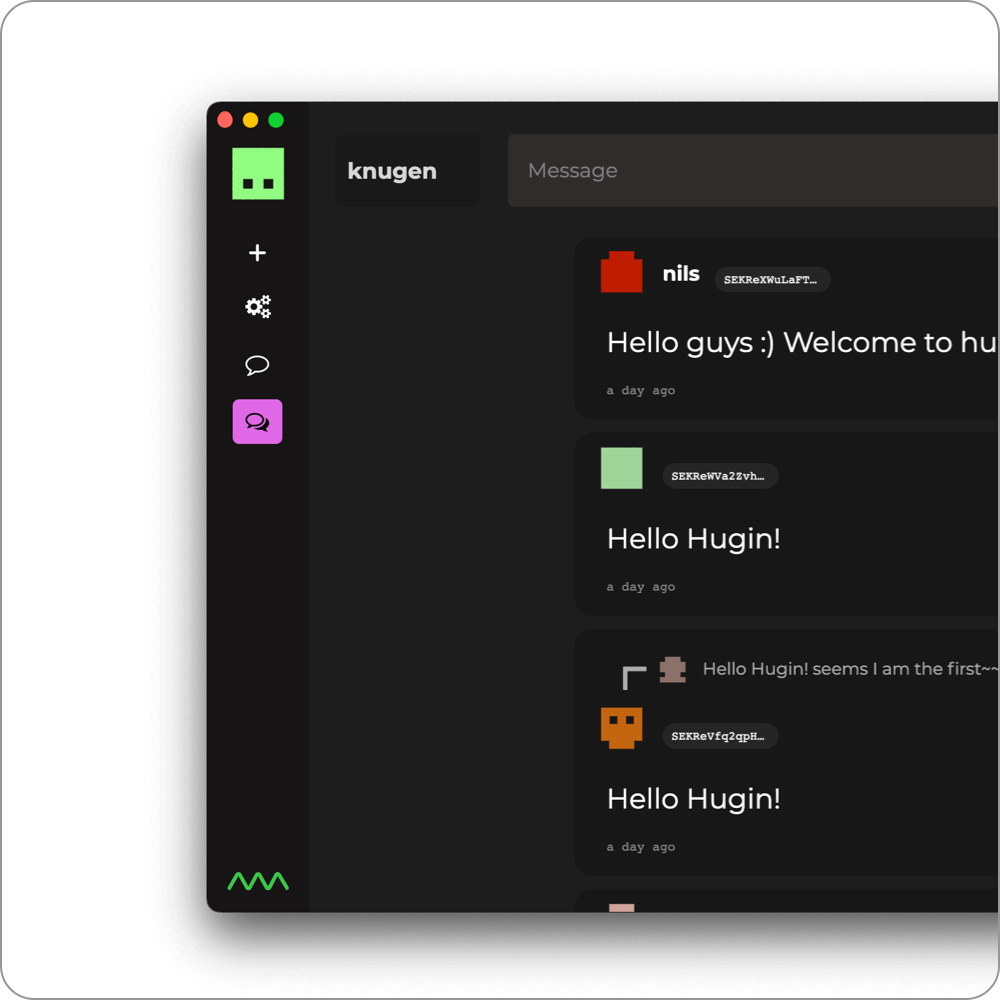 knugen
Message
nils SEKReXWuLaFT…
Hello guys :) Welcome to hu
a day ago
SEKReWVa2Zvh…
Hello Hugin!
a day ago
Hello Hugin! seems I am the first~~
SEKReVfq2qpH…
Hello Hugin!
a day ago